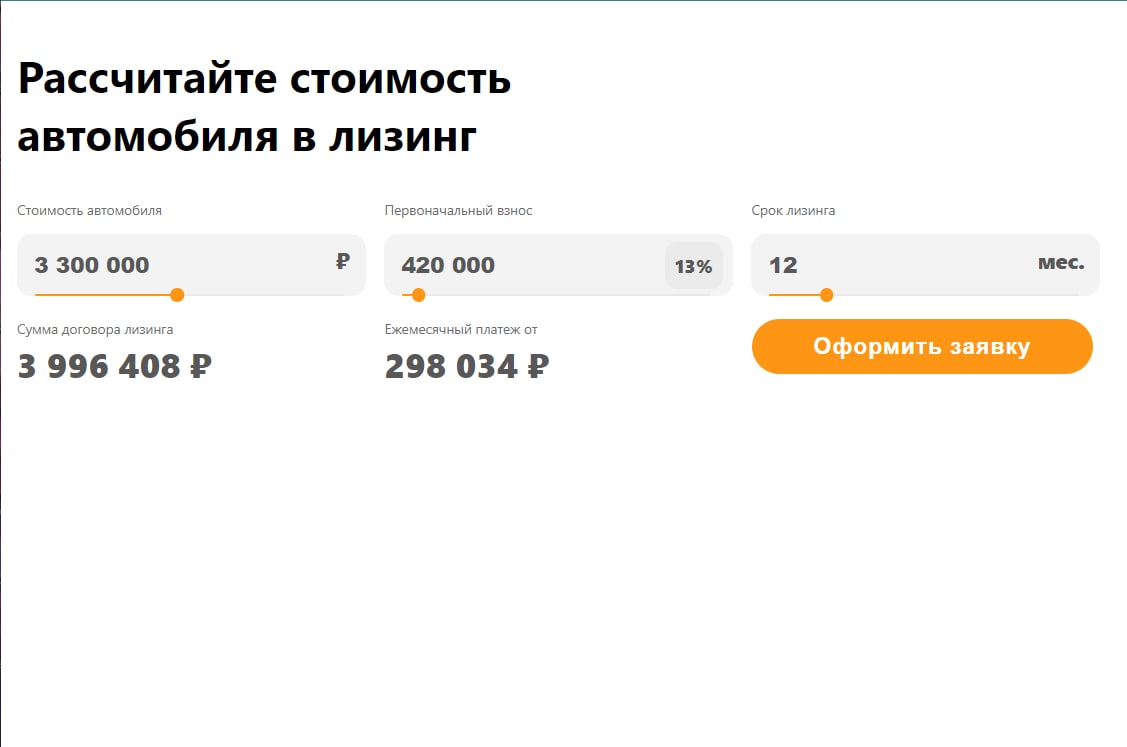 Рассчитайте стоимость
автомобиля в лизинг
Стоимость автомобиля
Первоначальный взнос
Срок лизинга
3 300 000 ₽
420 000 13%
12 мес.
Сумма договора лизинга
Ежемесячный платеж от
3 996 408 ₽
298 034 ₽
Оформить заявку